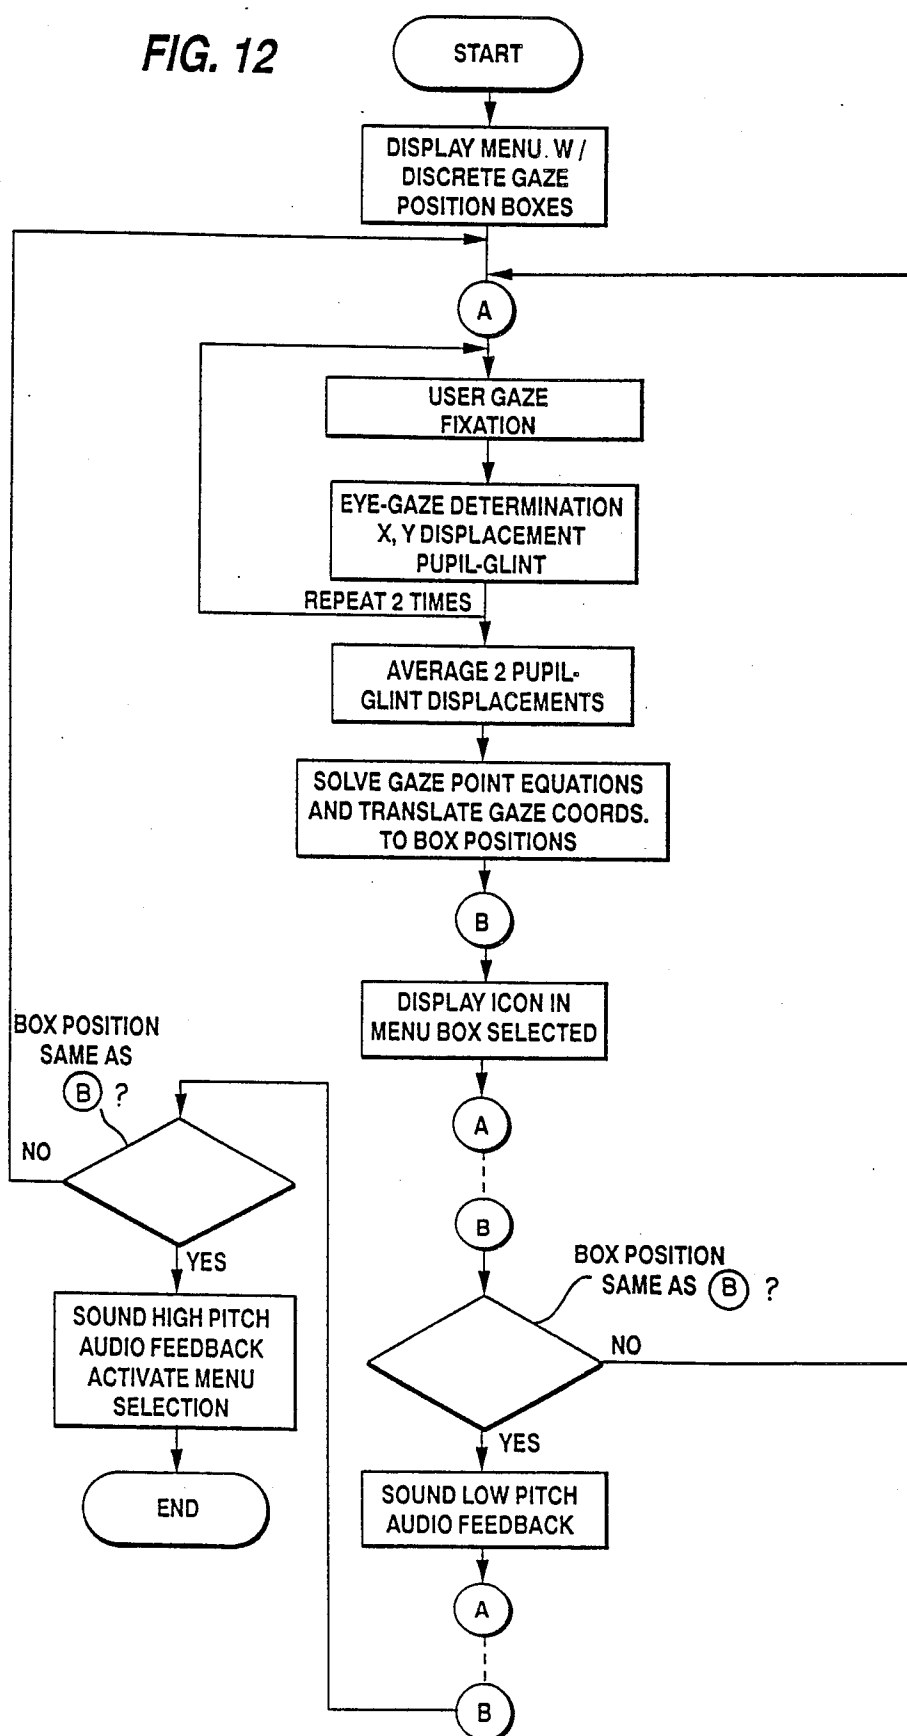 FIG. 12
START
DISPLAY MENU. W /
DISCRETE GAZE
POSITION BOXES
A
USER GAZE
FIXATION
EYE-GAZE DETERMINATION
X, Y DISPLACEMENT
PUPIL-GLINT
REPEAT 2 TIMES
AVERAGE 2 PUPIL-
GLINT DISPLACEMENTS
SOLVE GAZE POINT EQUATIONS
AND TRANSLATE GAZE COORDS.
TO BOX POSITIONS
B
DISPLAY ICON IN
MENU BOX SELECTED
A
B
BOX POSITION
SAME AS B ?
NO
YES
SOUND LOW PITCH
AUDIO FEEDBACK
A
B
BOX POSITION
SAME AS
B ?
NO
YES
SOUND HIGH PITCH
AUDIO FEEDBACK
ACTIVATE MENU
SELECTION
END